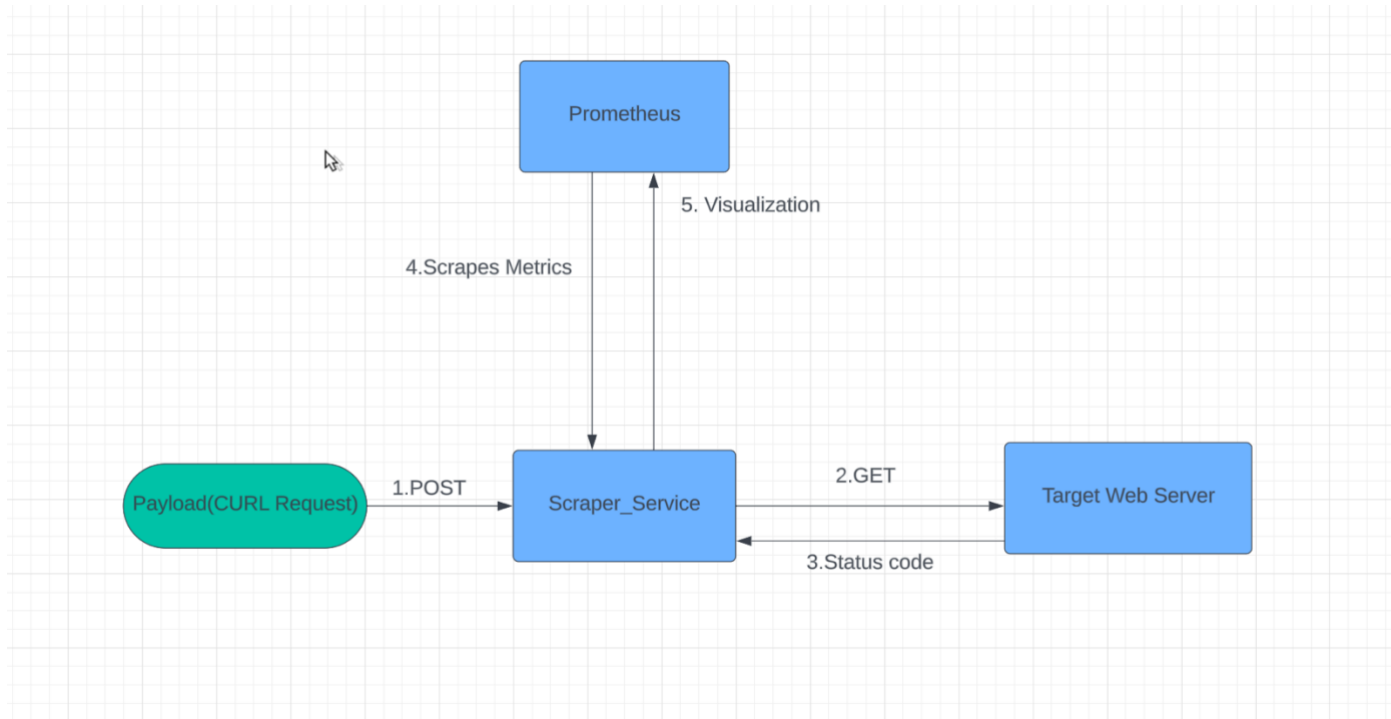 Prometheus
5. Visualization
4.Scrapes Metrics
Payload(CURL Request)
1.POST
Scraper_Service
2.GET
Target Web Server
3.Status code